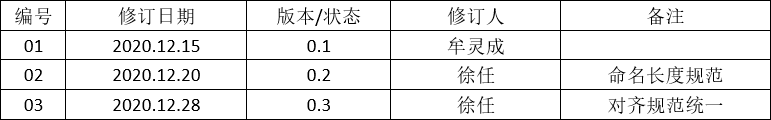 编号 修订日期 版本/状态 修订人 备注
01 2020.12.15 0.1 牟灵成
02 2020.12.20 0.2 徐任 命名长度规范
03 2020.12.28 0.3 徐任 对齐规范统一